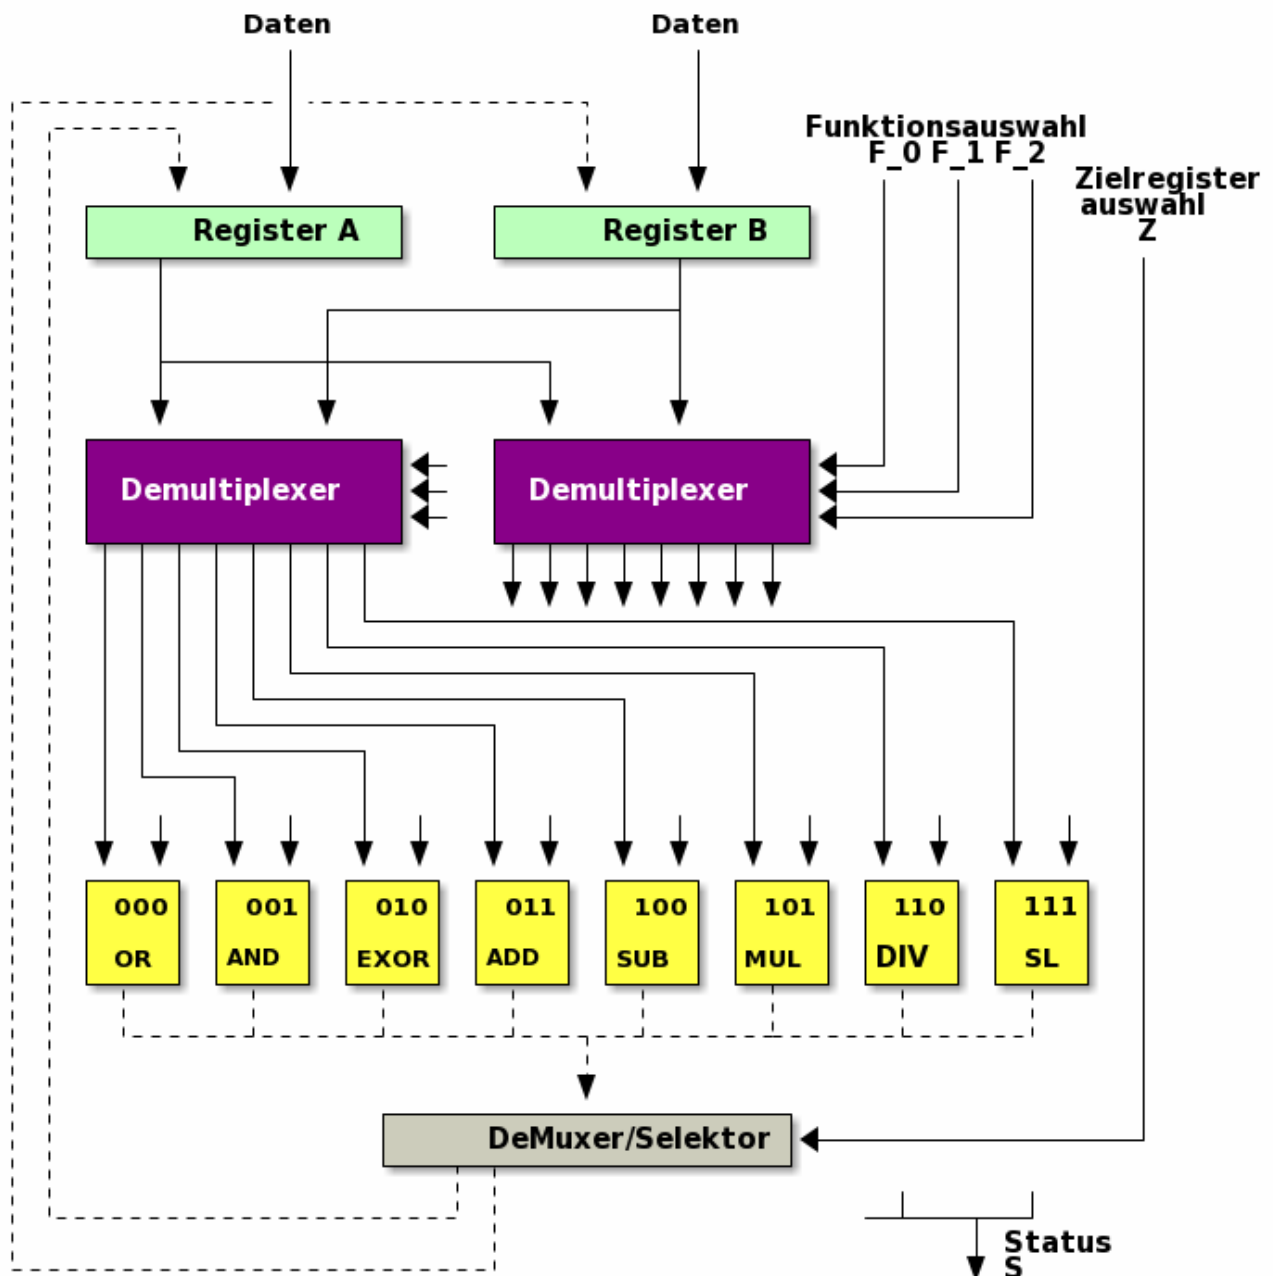 Daten
Daten
Funktionsauswahl
F_0 F_1 F_2
Zielregister
auswahl
Z
Register A
Register B
Demultiplexer
Demultiplexer
000
OR
001
AND
010
EXOR
011
ADD
100
SUB
101
MUL
110
DIV
111
SL
DeMuxer/Selektor
Status
S